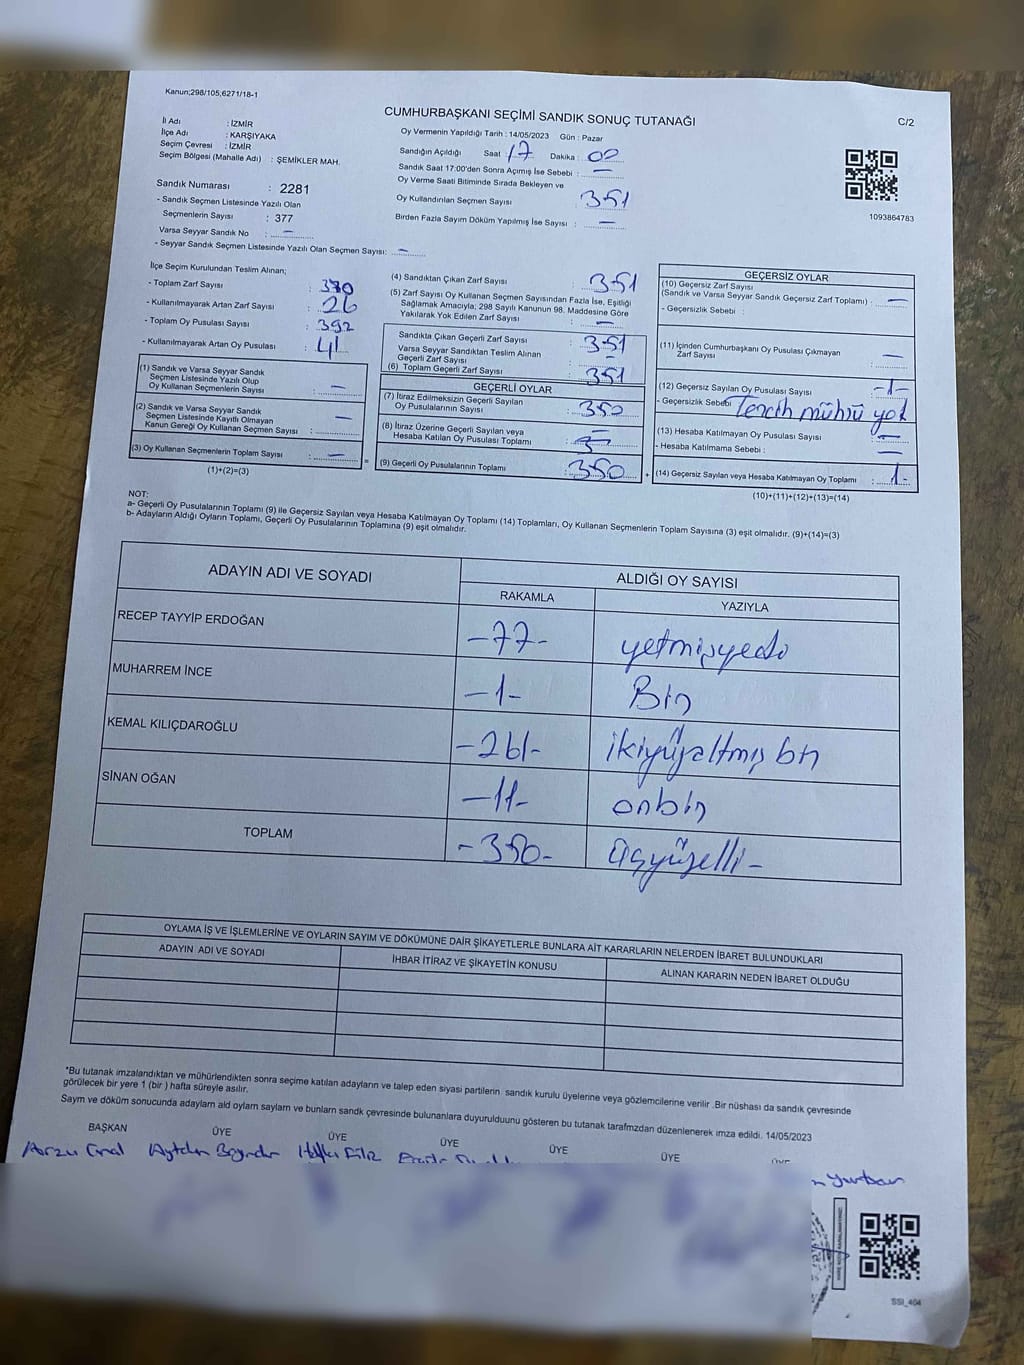 Kanun;298/105,6271/18-1
CUMHURBAŞKANI SEÇİMİ SANDIK SONUÇ TUTANAĞI
C/2
İl Adı : İZMİR
İlçe Adı : KARŞIYAKA
Seçim Çevresi : İZMİR
Seçim Bölgesi (Mahalle Adı) : ŞEMİKLER MAH.
Oy Vermenin Yapıldığı Tarih : 14/05/2023 Gün : Pazar
Sandığın Açıldığı Saat : 17 Dakika : 00
Sandık Saat 17:00'den Sonra Açımış İse Sebebi : —
Oy Verme Saati Bitiminde Sırada Bekleyen ve
Oy Kullandırılan Seçmen Sayısı : 351
Birden Fazla Sayım Döküm Yapılmış İse Sayısı : —
1093864783
Sandık Numarası : 2281
- Sandık Seçmen Listesinde Yazılı Olan
Seçmenlerin Sayısı : 377
Varsa Seyyar Sandık No : —
- Seyyar Sandık Seçmen Listesinde Yazılı Olan Seçmen Sayısı: —
İlçe Seçim Kurulundan Teslim Alınan;
- Toplam Zarf Sayısı :
- Kullanılmayarak Artan Zarf Sayısı : 26
- Toplam Oy Pusulası Sayısı : 392
- Kullanılmayarak Artan Oy Pusulası : 41
(1) Sandık ve Varsa Seyyar Sandık
Seçmen Listesinde Yazılı Olup
Oy Kullanan Seçmenlerin Sayısı : —
(2) Sandık ve Varsa Seyyar Sandık
Seçmen Listesinde Kayıtlı Olmayan
Kanun Gereği Oy Kullanan Seçmen Sayısı : —
(3) Oy Kullanan Seçmenlerin Toplam Sayısı : —
(1)+(2)=(3)
(4) Sandıktan Çıkan Zarf Sayısı : 351
(5) Zarf Sayısı Oy Kullanan Seçmen Sayısından Fazla İse, Eşitliği
Sağlamak Amacıyla; 298 Sayılı Kanunun 98. Maddesine Göre
Yakılarak Yok Edilen Zarf Sayısı : —
Sandıkta Çıkan Geçerli Zarf Sayısı : 351
Varsa Seyyar Sandıktan Teslim Alınan
Geçerli Zarf Sayısı : —
(6) Toplam Geçerli Zarf Sayısı : 351
GEÇERLİ OYLAR
(7) İtiraz Edilmeksizin Geçerli Sayılan
Oy Pusulalarının Sayısı : 350
(8) İtiraz Üzerine Geçerli Sayılan veya
Hesaba Katılan Oy Pusulası Toplamı :
(9) Geçerli Oy Pusulalarının Toplamı : 350
GEÇERSİZ OYLAR
(10) Geçersiz Zarf Sayısı
(Sandık ve Varsa Seyyar Sandık Geçersiz Zarf Toplamı) : —
- Geçersizlik Sebebi :
(11) İçinden Cumhurbaşkanı Oy Pusulası Çıkmayan
Zarf Sayısı : —
(12) Geçersiz Sayılan Oy Pusulası Sayısı : -1-
- Geçersizlik Sebebi : Tercih mührü yok
(13) Hesaba Katılmayan Oy Pusulası Sayısı : —
- Hesaba Katılmama Sebebi : —
(14) Geçersiz Sayılan veya Hesaba Katılmayan Oy Toplamı : 1-
(10)+(11)+(12)+(13)=(14)
NOT:
a- Geçerli Oy Pusulalarının Toplamı (9) ile Geçersiz Sayılan veya Hesaba Katılmayan Oy Toplamı (14) Toplamları, Oy Kullanan Seçmenlerin Toplam Sayısına (3) eşit olmalıdır. (9)+(14)=(3)
b- Adayların Aldığı Oyların Toplamı, Geçerli Oy Pusulalarının Toplamına (9) eşit olmalıdır.
ADAYIN ADI VE SOYADI ALDIĞI OY SAYISI
RAKAMLA YAZIYLA
RECEP TAYYİP ERDOĞAN -77- yetmişyedi
MUHARREM İNCE -1- Bir
KEMAL KILIÇDAROĞLU -261- ikiyüzaltmış bir
SİNAN OĞAN -11- onbir
TOPLAM -350- üçyüzelli-
OYLAMA İŞ VE İŞLEMLERİNE VE OYLARIN SAYIM VE DÖKÜMÜNE DAİR ŞİKAYETLERLE BUNLARA AİT KARARLARIN NELERDEN İBARET BULUNDUKLARI
ADAYIN ADI VE SOYADI İHBAR İTİRAZ VE ŞİKAYETİN KONUSU ALINAN KARARIN NEDEN İBARET OLDUĞU
*Bu tutanak imzalandıktan ve mühürlendikten sonra seçime katılan adayların ve talep eden siyasi partilerin sandık kurulu üyelerine veya gözlemcilerine verilir .Bir nüshası da sandık çevresinde
görülecek bir yere 1 (bir ) hafta süreyle asılır.
Sayım ve döküm sonucunda adayların ald oyların sayların ve bunların sandk çevresinde bulunanlara duyurulduunu gösteren bu tutanak tarafmzdan düzenlenerek imza edildi. 14/05/2023
BAŞKAN ÜYE ÜYE ÜYE ÜYE ÜYE ÜYE
Arzu
SSI_404